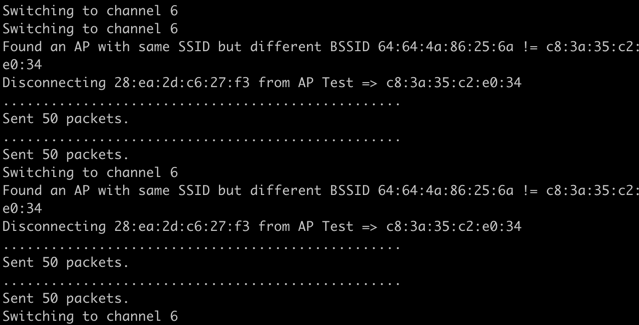 Switching to channel 6
Switching to channel 6
Found an AP with same SSID but different BSSID 64:64:4a:86:25:6a != c8:3a:35:c2:
e0:34
Disconnecting 28:ea:2d:c6:27:f3 from AP Test => c8:3a:35:c2:e0:34
..................................................
Sent 50 packets.
..................................................
Sent 50 packets.
Switching to channel 6
Found an AP with same SSID but different BSSID 64:64:4a:86:25:6a != c8:3a:35:c2:
e0:34
Disconnecting 28:ea:2d:c6:27:f3 from AP Test => c8:3a:35:c2:e0:34
..................................................
Sent 50 packets.
..................................................
Sent 50 packets.
Switching to channel 6